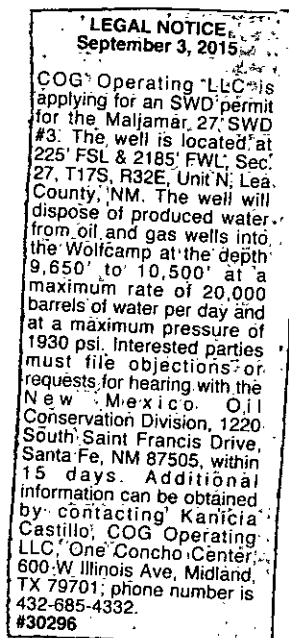 LEGAL NOTICE
September 3, 2015
COG Operating LLC is
applying for an SWD permit
for the Maljamar 27 SWD
#3. The well is located at
225' FSL & 2185' FWL, Sec.
27, T17S, R32E, Unit N, Lea
County, NM. The well will
dispose of produced water
from oil and gas wells into
the Wolfcamp at the depth
9,650' to 10,500' at a
maximum rate of 20,000
barrels of water per day and
at a maximum pressure of
1930 psi. Interested parties
must file objections or
requests for hearing with the
New Mexico Oil
Conservation Division, 1220
South Saint Francis Drive,
Santa Fe, NM 87505, within
15 days. Additional
information can be obtained
by contacting Kanicia
Castillo, COG Operating
LLC, One Concho Center,
600 W Illinois Ave, Midland,
TX 79701; phone number is
432-685-4332.
#30296